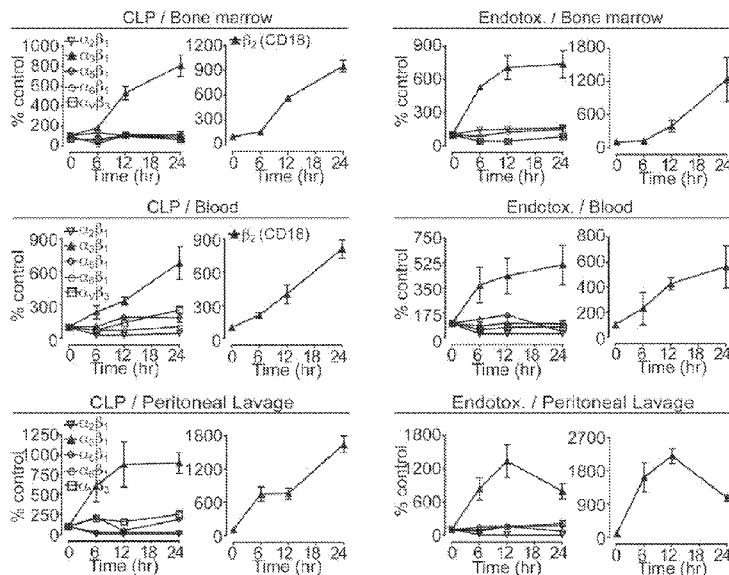 CLP / Bone marrow
Endotox. / Bone marrow
% control
1000
800
600
400
200
0
α2β1
α3β1
α5β1
α6β1
αVβ3
0 6 12 18 24
Time (hr)
1200
900
600
300
0
β2 (CD18)
0 6 12 18 24
Time (hr)
% control
900
600
300
0
0 6 12 18 24
Time (hr)
1800
1200
600
0
0 6 12 18 24
Time (hr)
CLP / Blood
Endotox. / Blood
% control
900
600
300
0
α2β1
α3β1
α5β1
α6β1
αVβ3
0 6 12 18 24
Time (hr)
900
600
300
0
β2 (CD18)
0 6 12 18 24
Time (hr)
% control
750
525
350
175
0
0 6 12 18 24
Time (hr)
800
600
400
200
0
0 6 12 18 24
Time (hr)
CLP / Peritoneal Lavage
Endotox. / Peritoneal Lavage
% control
1250
1000
750
500
250
0
α2β1
α3β1
α5β1
α6β1
αVβ3
0 6 12 18 24
Time (hr)
1800
1200
600
0
0 6 12 18 24
Time (hr)
% control
1800
1200
600
0
0 6 12 18 24
Time (hr)
2700
1800
900
0
0 6 12 18 24
Time (hr)